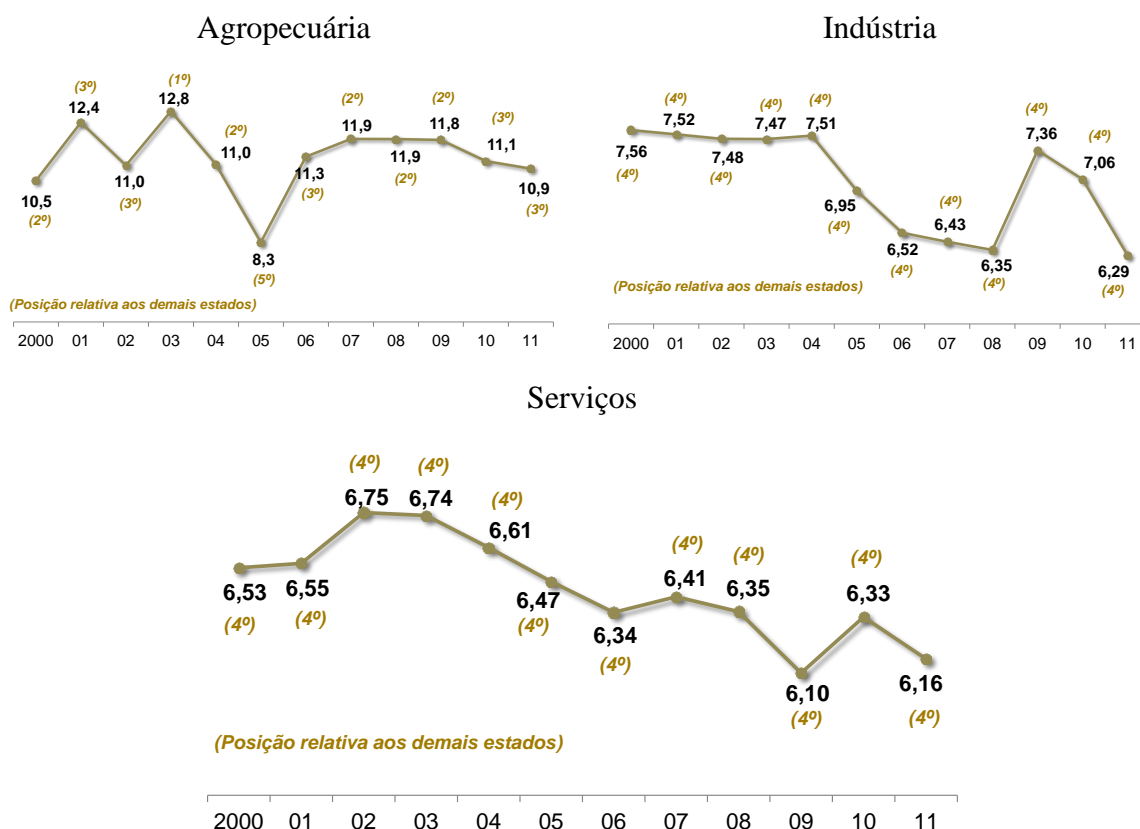 Agropecuária
(3º)
12,4
(1º)
12,8
(2º)
11,0
(2º)
11,9
(2º)
11,8
(3º)
11,1
10,5
(2º)
11,0
(3º)
8,3
(5º)
11,3
(3º)
11,9
(2º)
10,9
(3º)
(Posição relativa aos demais estados)
2000 01 02 03 04 05 06 07 08 09 10 11
Indústria
(4º)
7,52
(4º)
7,47
(4º)
7,51
(4º)
7,36
(4º)
7,06
7,56
(4º)
7,48
(4º)
6,95
(4º)
6,52
(4º)
(4º)
6,43
6,35
(4º)
6,29
(4º)
(Posição relativa aos demais estados)
2000 01 02 03 04 05 06 07 08 09 10 11
Serviços
(4º)
6,75
(4º)
6,74
(4º)
6,61
(4º)
6,41
(4º)
6,35
(4º)
6,33
6,53
(4º)
6,55
(4º)
6,47
(4º)
6,34
(4º)
6,10
(4º)
6,16
(4º)
(Posição relativa aos demais estados)
2000 01 02 03 04 05 06 07 08 09 10 11